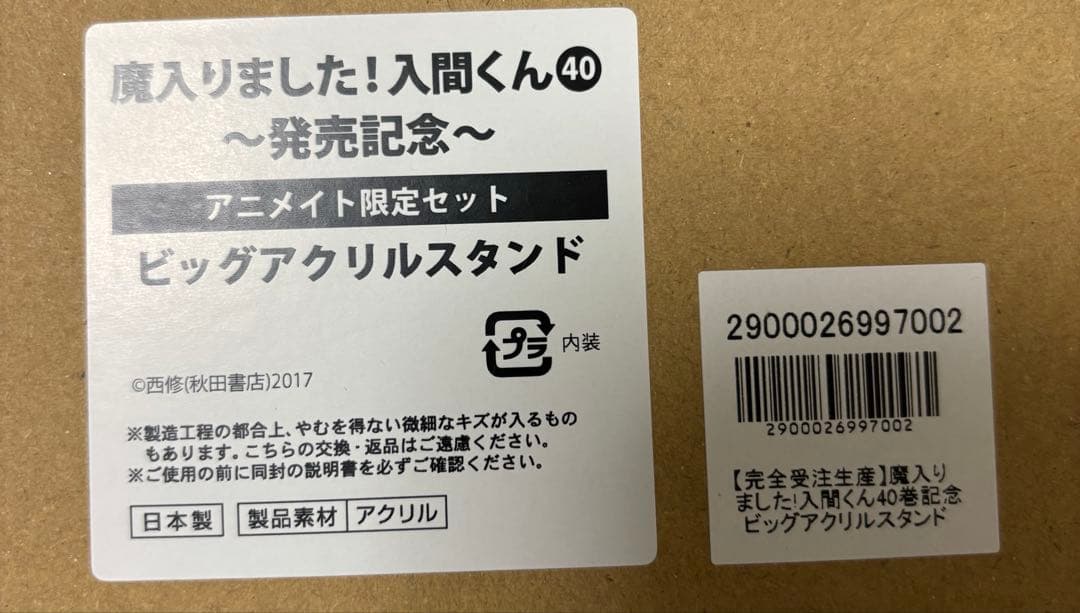 魔入りました！入間くん40
〜発売記念〜
アニメイト限定セット
ビッグアクリルスタンド
プラ 内装
©西修(秋田書店)2017
※製造工程の都合上、やむを得ない微細なキズが入るもの
もあります。こちらの交換・返品はご遠慮ください。
※ご使用の前に同封の説明書を必ずご確認ください。
日本製 製品素材 アクリル
2900026997002
2900026997002
【完全受注生産】魔入り
ました!入間くん40巻記念
ビッグアクリルスタンド